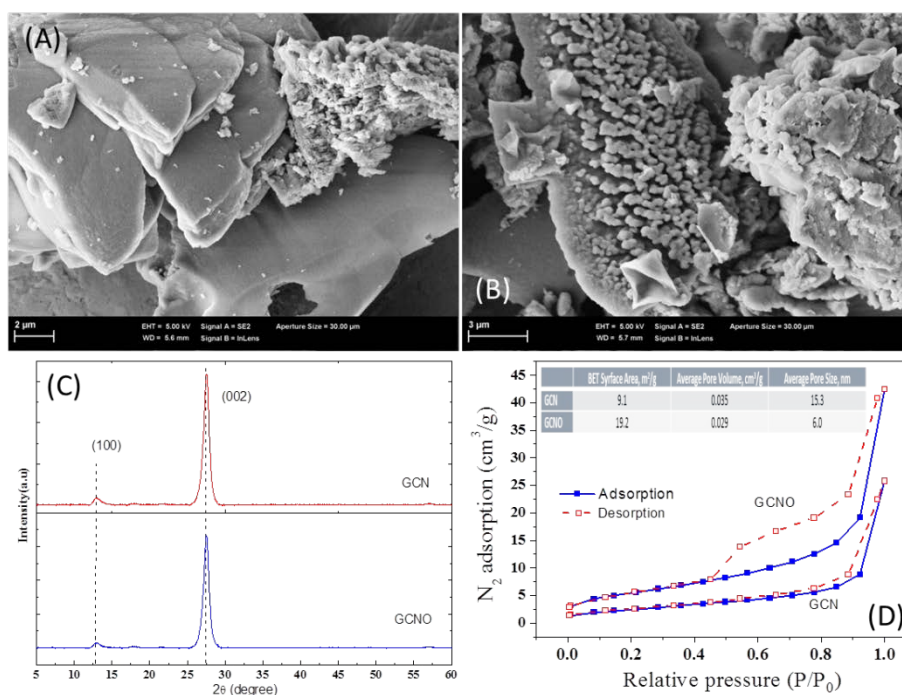 (A)
2 µm
EHT = 5.00 kV Signal A = SE2 Aperture Size = 30.00 µm
WD = 5.6 mm Signal B = InLens
(B)
3 µm
EHT = 5.00 kV Signal A = SE2 Aperture Size = 30.00 µm
WD = 5.7 mm Signal B = InLens
(C)
(002)
(100)
GCN
GCNO
Intensity(a.u)
5 10 15 20 25 30 35 40 45 50 55 60
2θ (degree)
45
40
35
30
25
20
15
10
5
0
BET Syrface Area, m²/g Average Pore Volume, cm³/g Average Pore Size, nm
GCN 9.1 0.035 15.3
GCNO 19.2 0.029 6.0
Adsorption
Desorption
GCNO
GCN
(D)
N₂ adsorption (cm³/g)
0.0 0.2 0.4 0.6 0.8 1.0
Relative pressure (P/P₀)